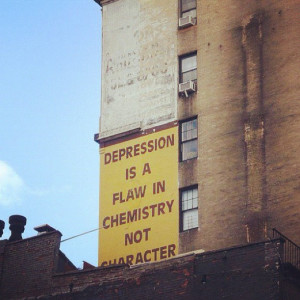 DEPRESSION
IS A
FLAW IN
CHEMISTRY
NOT
CHARACTER